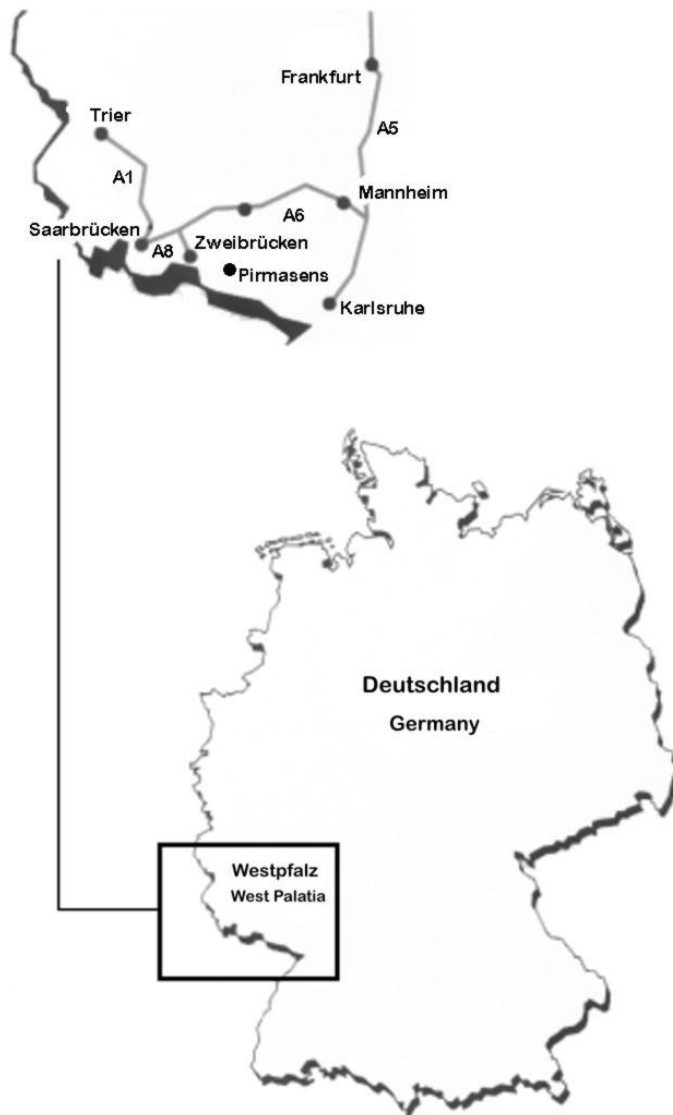 Frankfurt
Trier
A5
A1
Mannheim
A6
Saarbrücken
A8
Zweibrücken
Pirmasens
Karlsruhe
Deutschland
Germany
Westpfalz
West Palatia